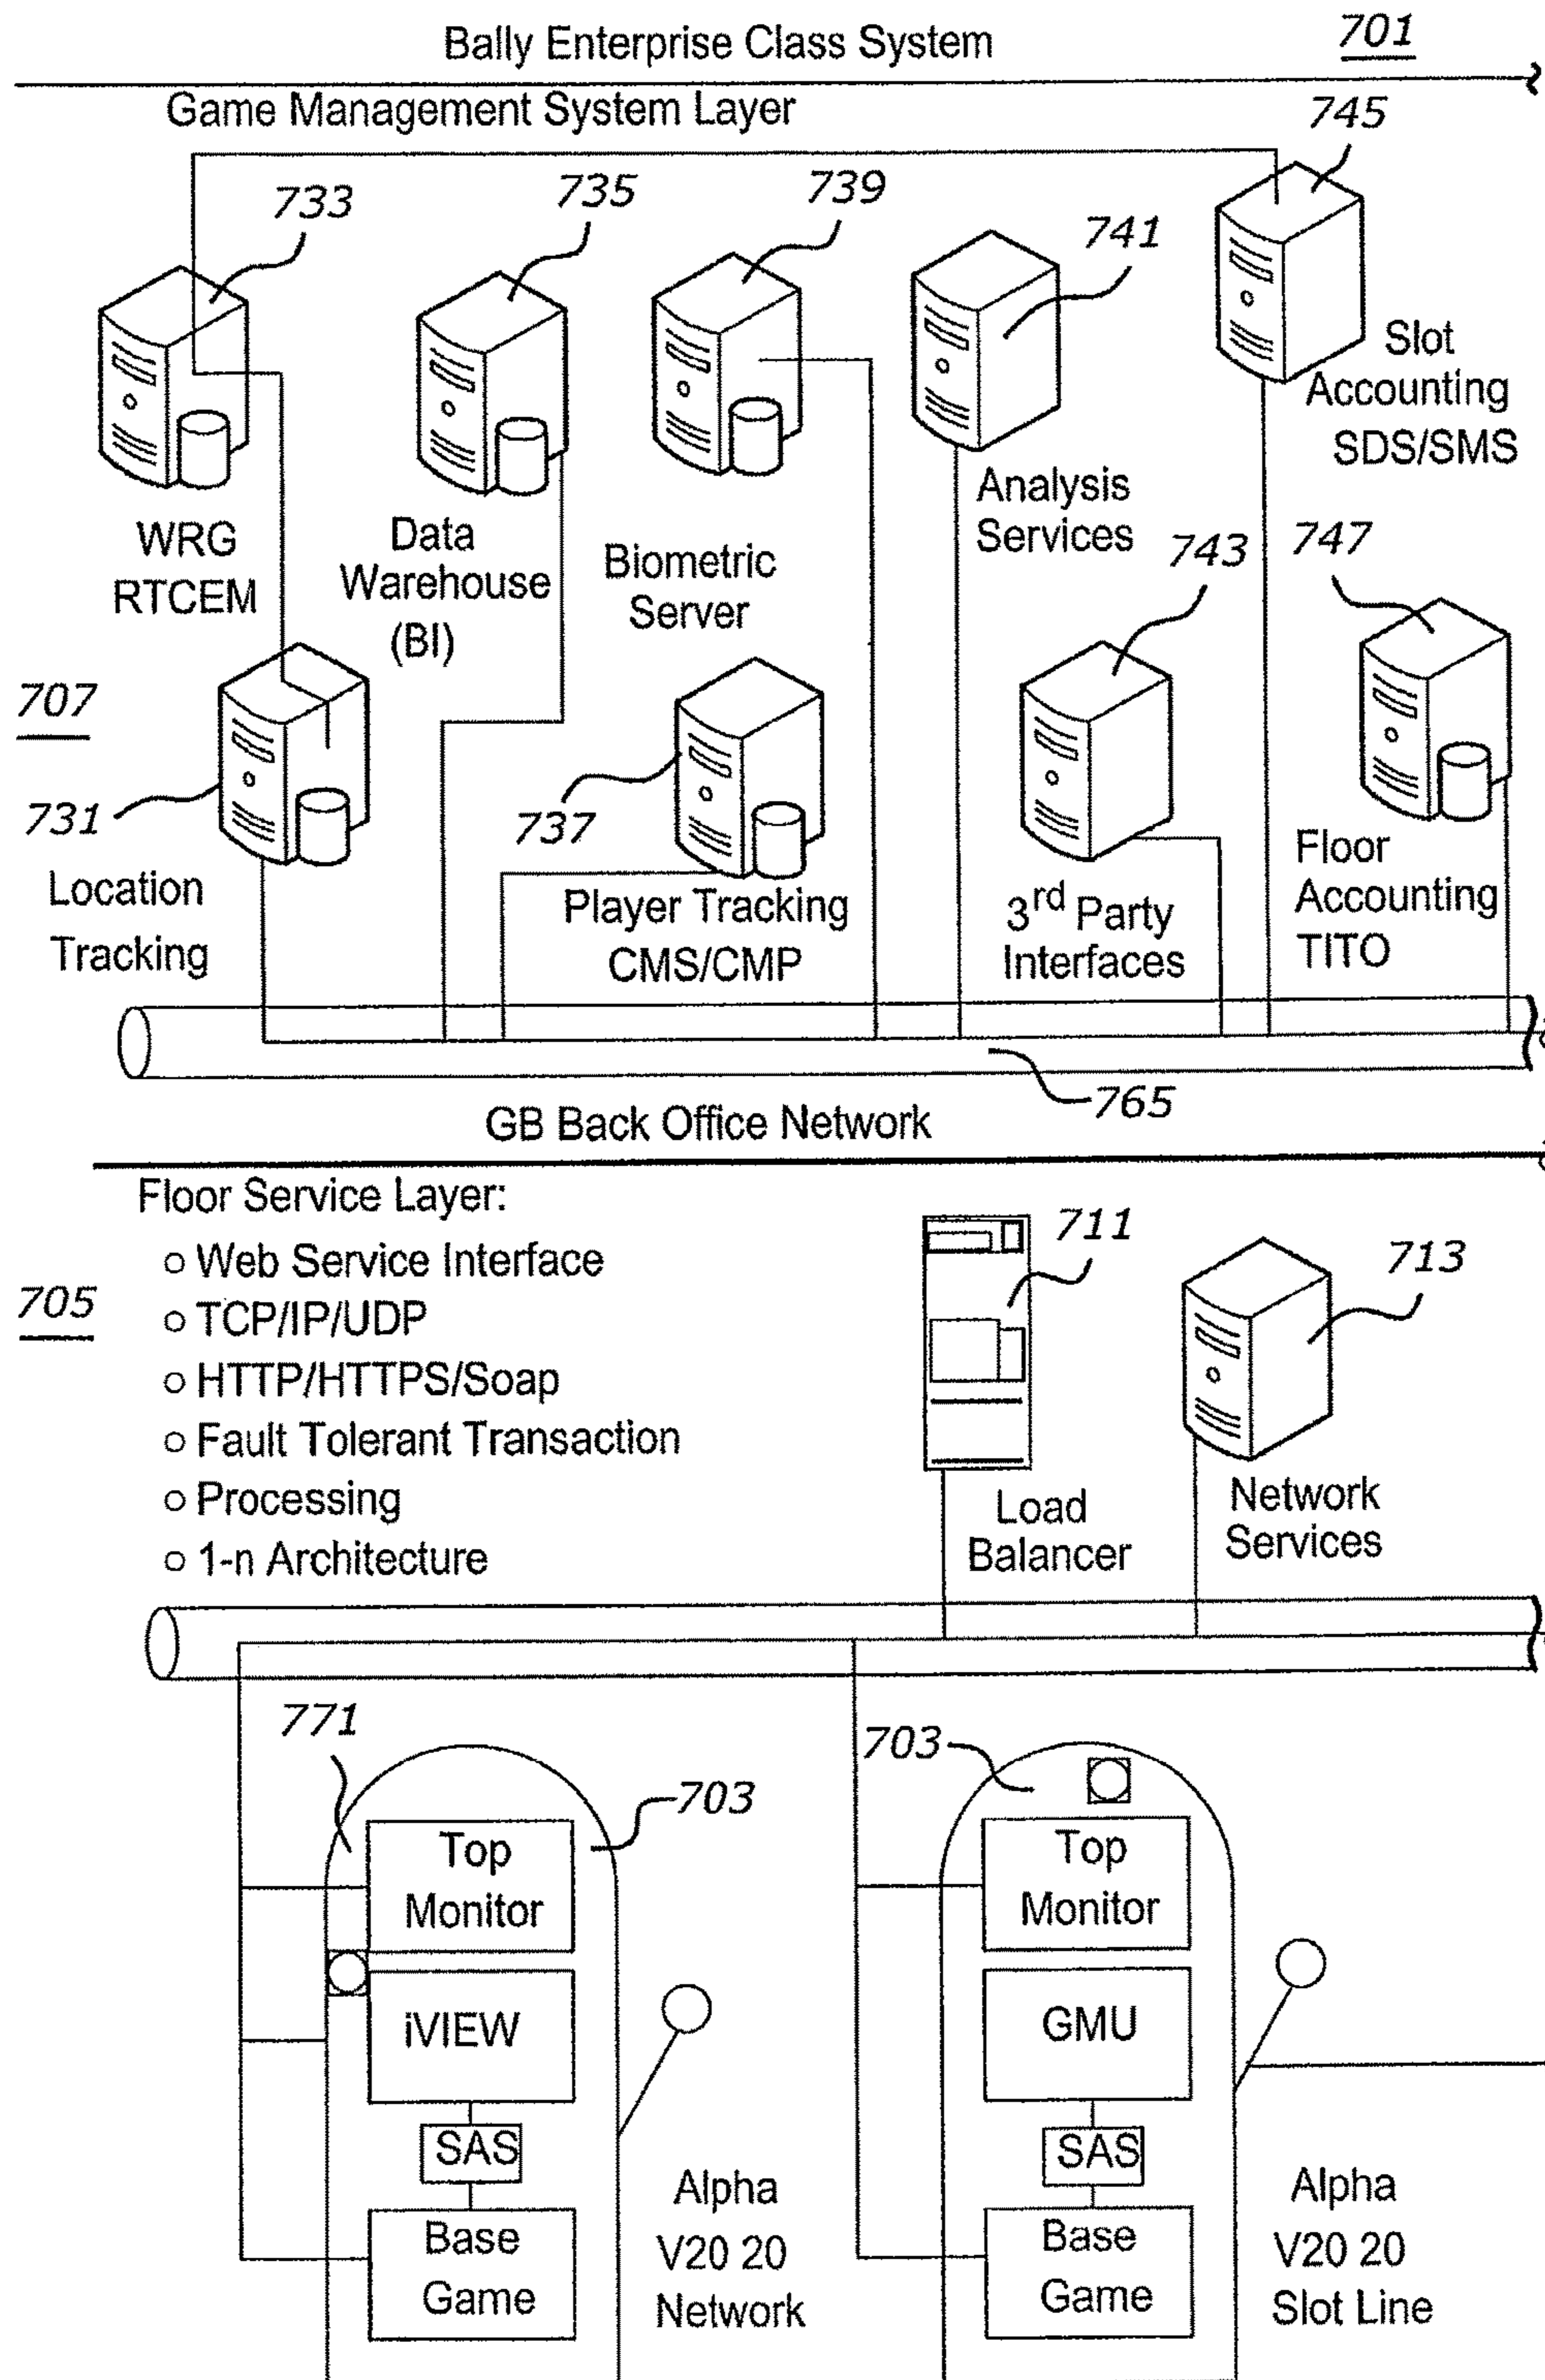 Bally Enterprise Class System
701
Game Management System Layer
745
733
735
739
741
Slot
Accounting
SDS/SMS
WRG
RTCEM
Data
Warehouse
(BI)
Biometric
Server
Analysis
Services
743
747
707
731
737
Location
Tracking
Player Tracking
CMS/CMP
3rd Party
Interfaces
Floor
Accounting
TITO
765
GB Back Office Network
Floor Service Layer:
705
○ Web Service Interface
○ TCP/IP/UDP
○ HTTP/HTTPS/Soap
○ Fault Tolerant Transaction
○ Processing
○ 1-n Architecture
711
713
Load
Balancer
Network
Services
771
703
703
Top
Monitor
iVIEW
SAS
Base
Game
Alpha
V20 20
Network
Top
Monitor
GMU
SAS
Base
Game
Alpha
V20 20
Slot Line